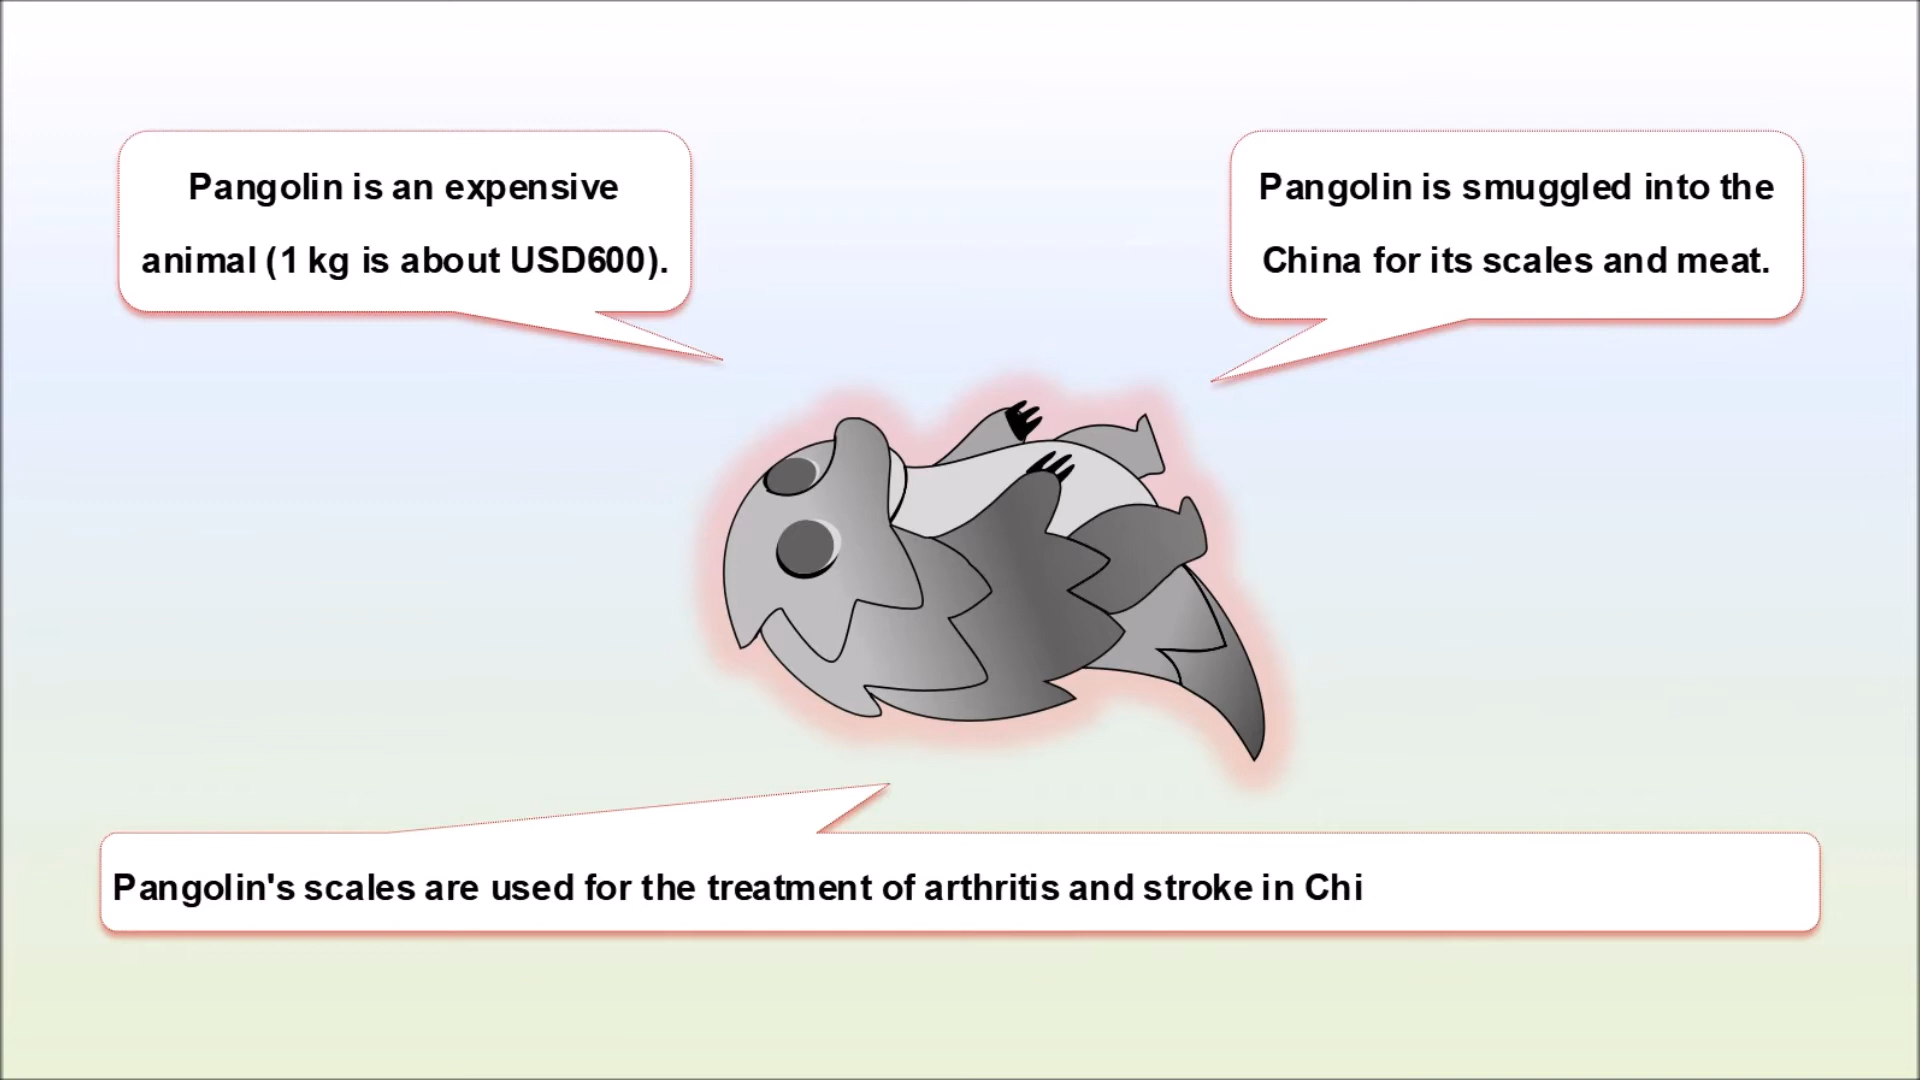 Pangolin is an expensive
animal (1 kg is about USD600).
Pangolin is smuggled into the
China for its scales and meat.
Pangolin's scales are used for the treatment of arthritis and stroke in Chi